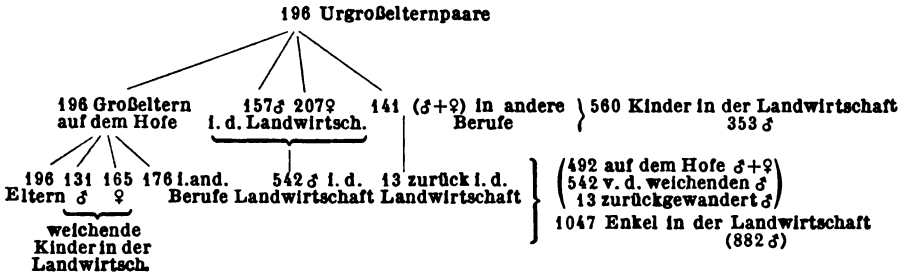 196 Urgroßelternpaare
196 Großeltern
auf dem Hofe
157♂ 207♀
i. d. Landwirtsch.
141 (♂+♀) in andere
Berufe
560 Kinder in der Landwirtschaft
353 ♂
196 131 165 176 i. and. 542 ♂ i. d. 13 zurück i. d.
Eltern ♂ ♀ Berufe Landwirtschaft Landwirtschaft
weichende
Kinder in der
Landwirtsch.
(492 auf dem Hofe ♂+♀
542 v. d. weichenden ♂
13 zurückgewandert ♂)
1047 Enkel in der Landwirtschaft
(882 ♂)